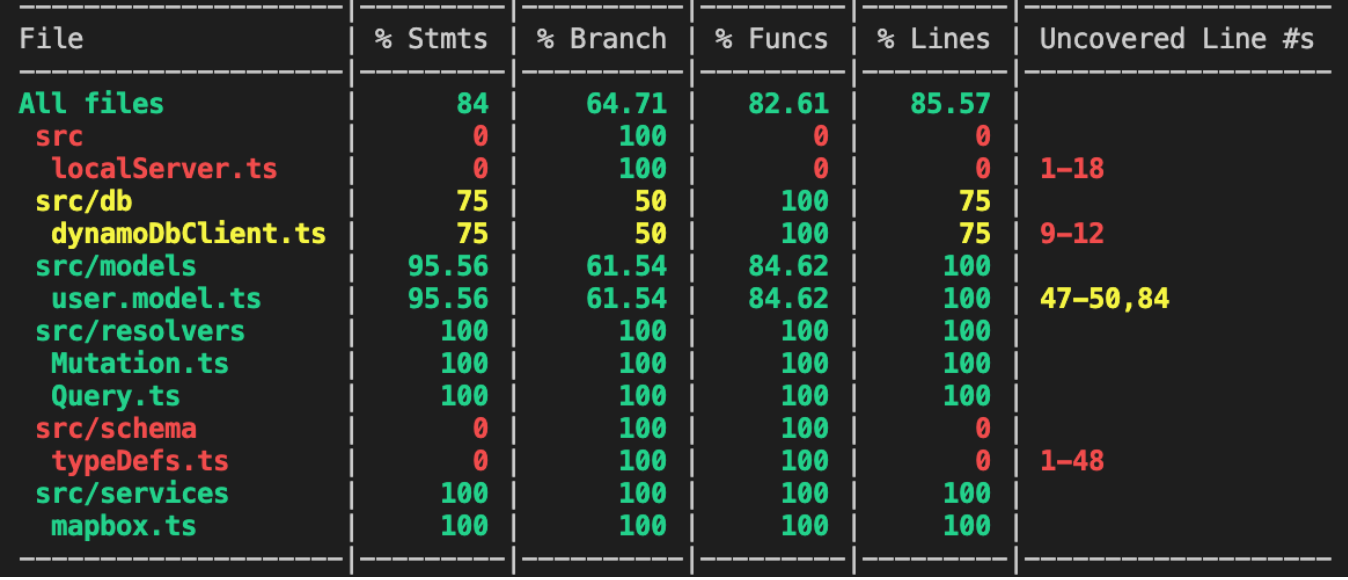 File | % Stmts | % Branch | % Funcs | % Lines | Uncovered Line #s
All files | 84 | 64.71 | 82.61 | 85.57 |
src | 0 | 100 | 0 | 0 |
localServer.ts | 0 | 100 | 0 | 0 | 1-18
src/db | 75 | 50 | 100 | 75 |
dynamoDbClient.ts | 75 | 50 | 100 | 75 | 9-12
src/models | 95.56 | 61.54 | 84.62 | 100 |
user.model.ts | 95.56 | 61.54 | 84.62 | 100 | 47-50,84
src/resolvers | 100 | 100 | 100 | 100 |
Mutation.ts | 100 | 100 | 100 | 100 |
Query.ts | 100 | 100 | 100 | 100 |
src/schema | 0 | 100 | 100 | 0 |
typeDefs.ts | 0 | 100 | 100 | 0 | 1-48
src/services | 100 | 100 | 100 | 100 |
mapbox.ts | 100 | 100 | 100 | 100 |